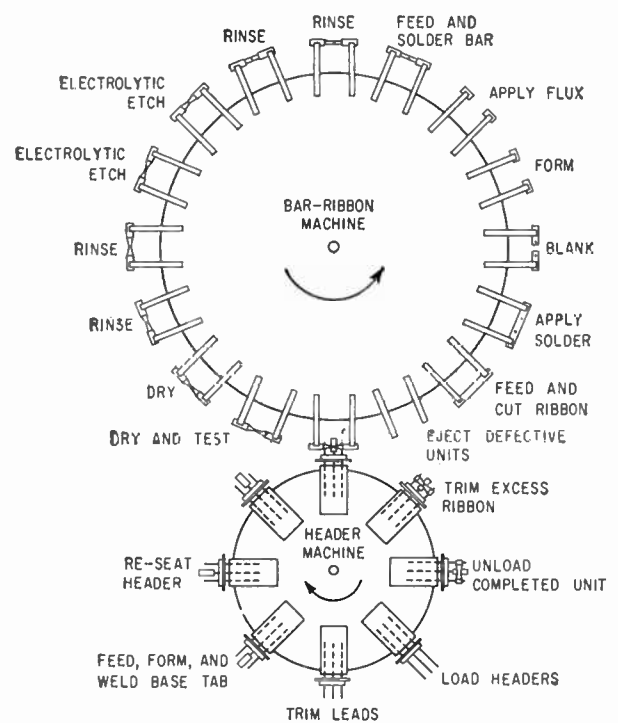 RINSE
FEED AND
SOLDER BAR
RINSE
ELECTROLYTIC
ETCH
APPLY FLUX
ELECTROLYTIC
ETCH
FORM
BAR-RIBBON
MACHINE
RINSE
BLANK
RINSE
APPLY
SOLDER
DRY
FEED AND
CUT RIBBON
DRY AND TEST
EJECT DEFECTIVE
UNITS
TRIM EXCESS
RIBBON
HEADER
MACHINE
RE-SEAT
HEADER
UNLOAD
COMPLETED UNIT
FEED, FORM, AND
WELD BASE TAB
LOAD HEADERS
TRIM LEADS